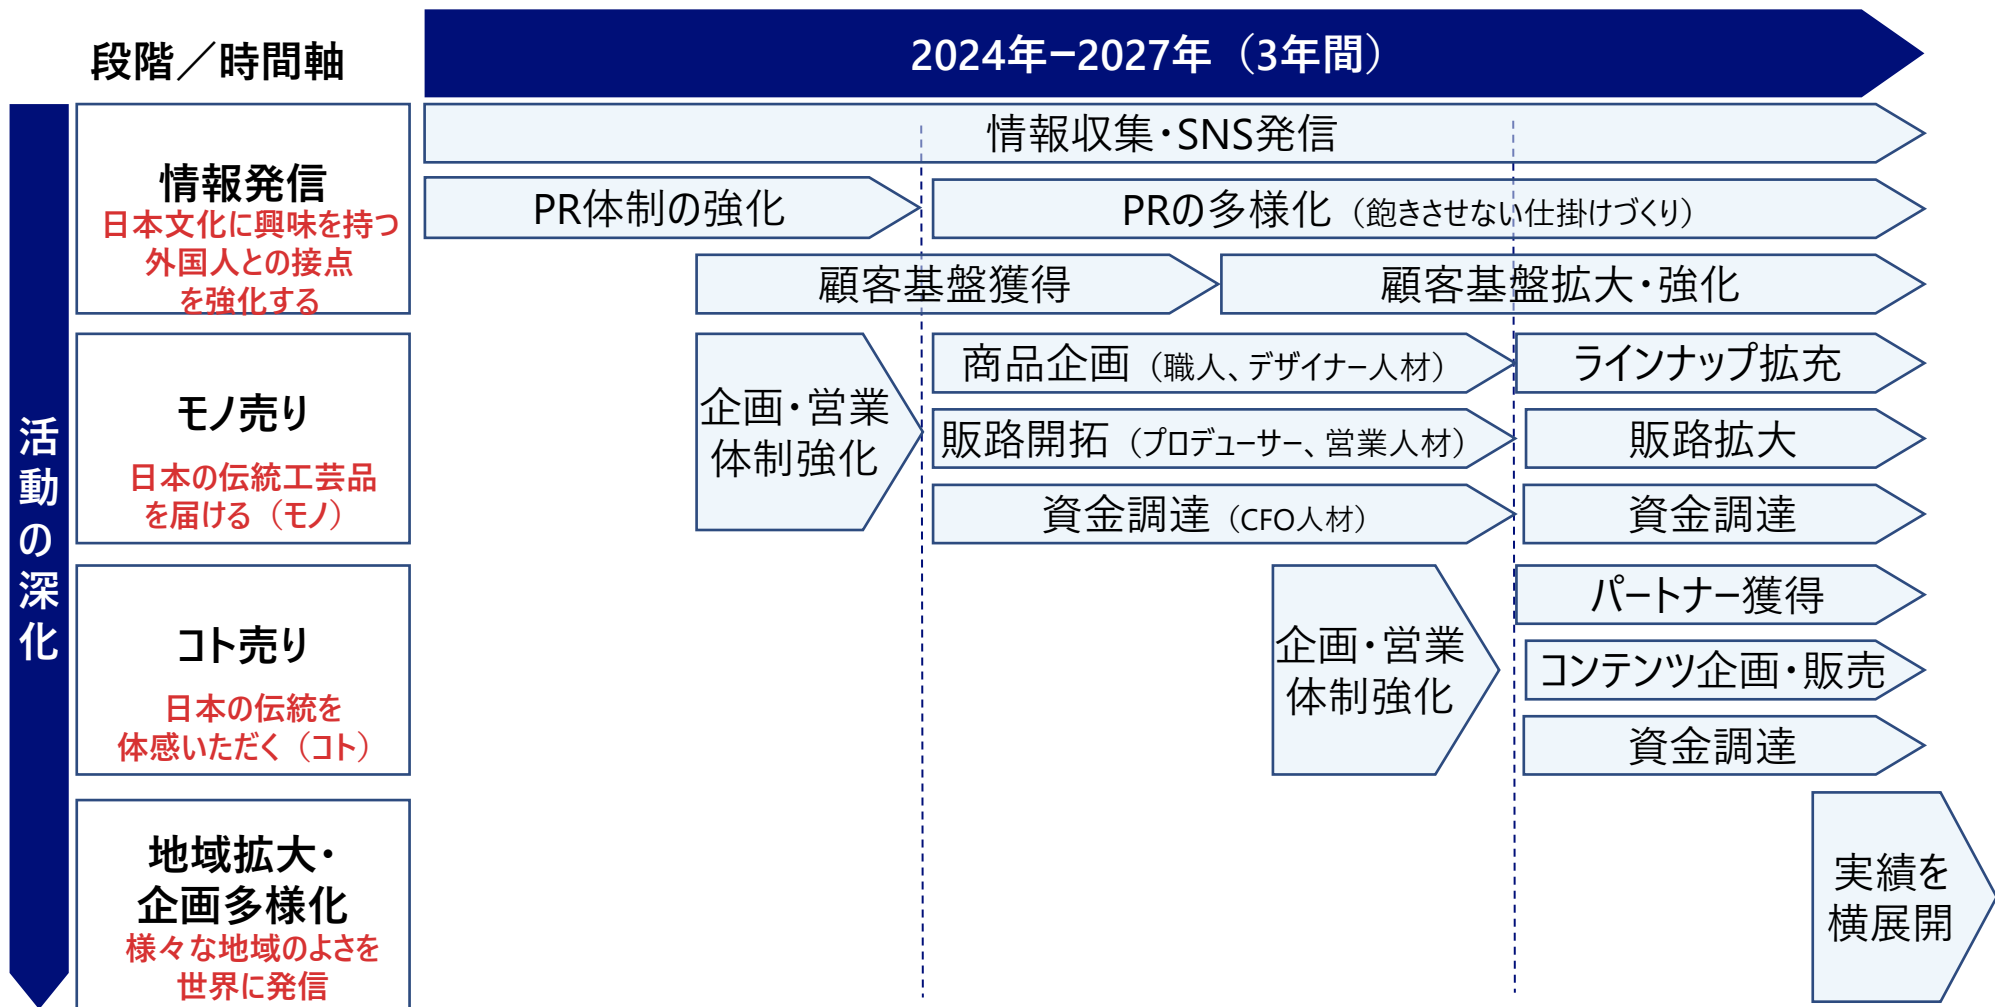 段階／時間軸
2024年ー2027年（3年間）
活動の深化
情報発信
日本文化に興味を持つ
外国人との接点
を強化する
情報収集・SNS発信
PR体制の強化
PRの多様化（飽きさせない仕掛けづくり）
顧客基盤獲得
顧客基盤拡大・強化
モノ売り
日本の伝統工芸品
を届ける（モノ）
企画・営業
体制強化
商品企画（職人、デザイナー人材）
ラインナップ拡充
販路開拓（プロデューサー、営業人材）
販路拡大
資金調達（CFO人材）
資金調達
コト売り
日本の伝統を
体感いただく（コト）
企画・営業
体制強化
パートナー獲得
コンテンツ企画・販売
資金調達
地域拡大・
企画多様化
様々な地域のよさを
世界に発信
実績を
横展開